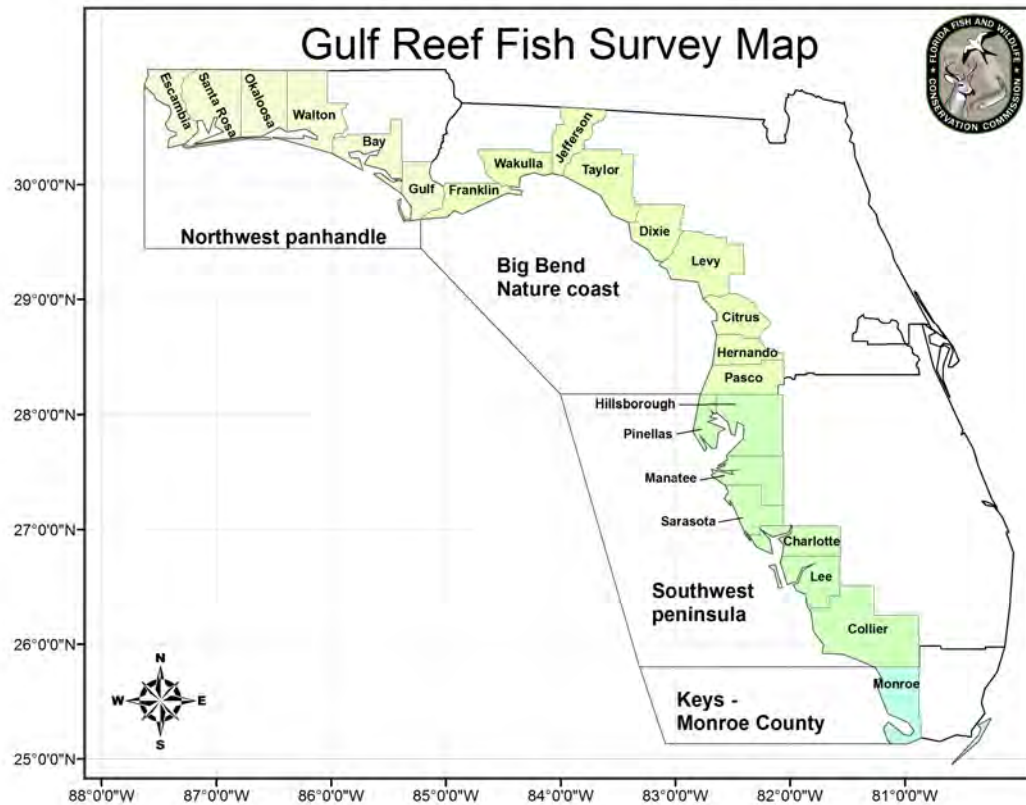 Gulf Reef Fish Survey Map
FLORIDA FISH AND WILDLIFE
CONSERVATION COMMISSION
Escambia
Santa Rosa
Okaloosa
Walton
Bay
Gulf
Franklin
Wakulla
Jefferson
Taylor
Dixie
Levy
Citrus
Hernando
Pasco
Hillsborough
Pinellas
Manatee
Sarasota
Charlotte
Lee
Collier
Monroe
Northwest panhandle
Big Bend
Nature coast
Southwest
peninsula
Keys -
Monroe County
N
W
E
S
30°0'0"N
29°0'0"N
28°0'0"N
27°0'0"N
26°0'0"N
25°0'0"N
88°0'0"W
87°0'0"W
86°0'0"W
85°0'0"W
84°0'0"W
83°0'0"W
82°0'0"W
81°0'0"W